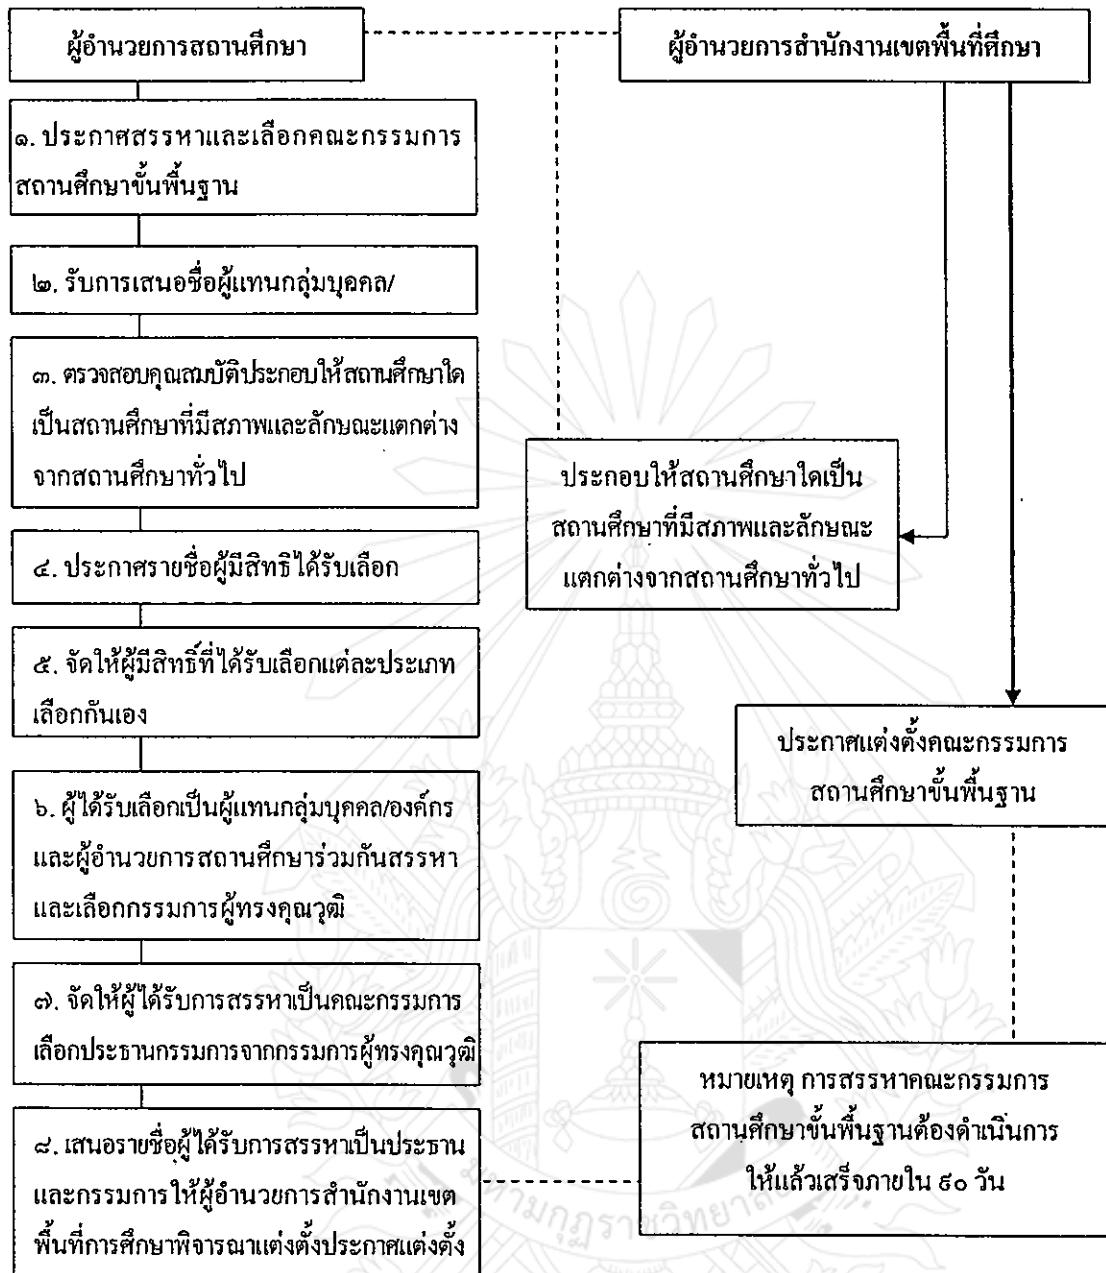 ผู้อำนวยการสถานศึกษา
ผู้อำนวยการสำนักงานเขตพื้นที่ศึกษา
๑. ประกาศสรรหาและเลือกคณะกรรมการ
สถานศึกษาขั้นพื้นฐาน
๒. รับการเสนอชื่อผู้แทนกลุ่มบุคคล/
๓. ตรวจสอบคุณสมบัติประกอบให้สถานศึกษาใด
เป็นสถานศึกษาที่มีสภาพและลักษณะแตกต่าง
จากสถานศึกษาทั่วไป
๔. ประกาศรายชื่อผู้มีสิทธิได้รับเลือก
๕. จัดให้ผู้มีสิทธิ์ที่ได้รับเลือกแต่ละประเภท
เลือกกันเอง
๖. ผู้ได้รับเลือกเป็นผู้แทนกลุ่มบุคคล/องค์กร
และผู้อำนวยการสถานศึกษาร่วมกันสรรหา
และเลือกกรรมการผู้ทรงคุณวุฒิ
๗. จัดให้ผู้ได้รับการสรรหาเป็นคณะกรรมการ
เลือกประธานกรรมการจากกรรมการผู้ทรงคุณวุฒิ
๘. เสนอรายชื่อผู้ได้รับการสรรหาเป็นประธาน
และกรรมการให้ผู้อำนวยการสำนักงานเขต
พื้นที่การศึกษาพิจารณาแต่งตั้งประกาศแต่งตั้ง
ประกอบให้สถานศึกษาใดเป็น
สถานศึกษาที่มีสภาพและลักษณะ
แตกต่างจากสถานศึกษาทั่วไป
ประกาศแต่งตั้งคณะกรรมการ
สถานศึกษาขั้นพื้นฐาน
หมายเหตุ การสรรหาคณะกรรมการ
สถานศึกษาขั้นพื้นฐานต้องดำเนินการ
ให้แล้วเสร็จภายใน ๙๐ วัน
มหามกุฏราชวิทยาลัย